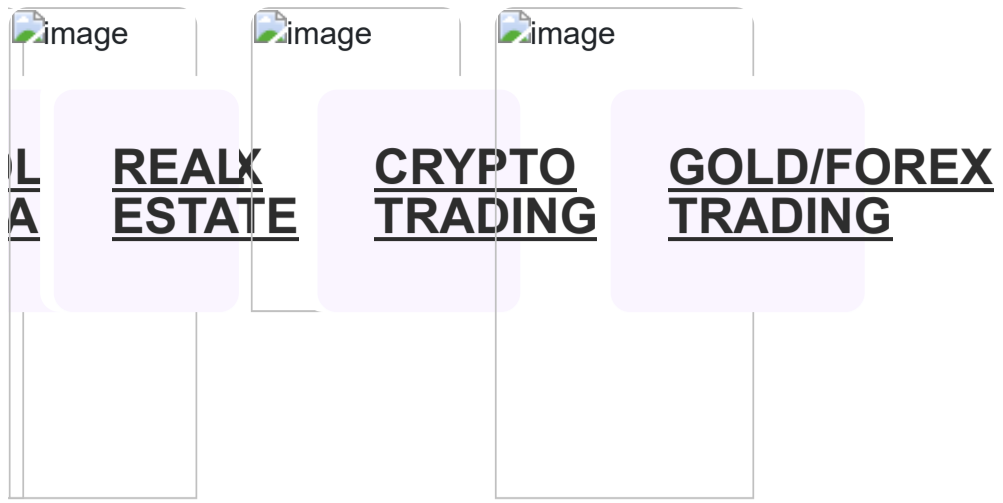 image
image
image
REAL
ESTATE
CRYPTO
TRADING
GOLD/FOREX
TRADING